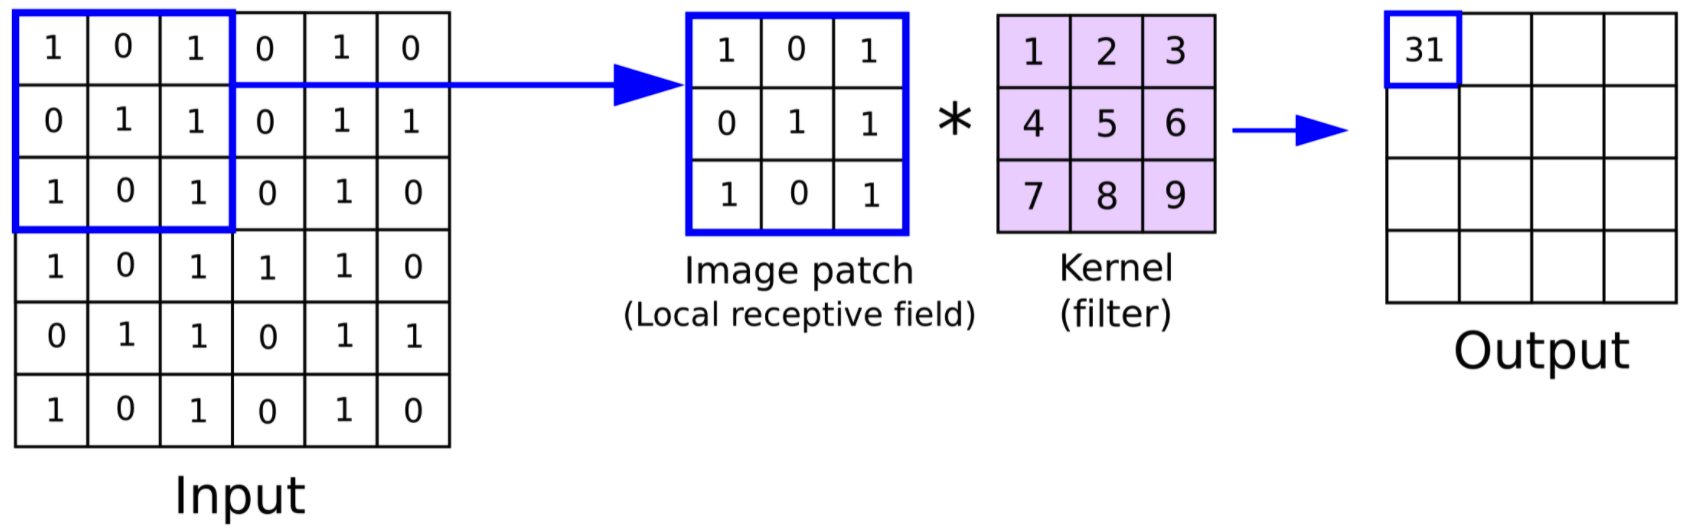 1 0 1 0 1 0
0 1 1 0 1 1
1 0 1 0 1 0
1 0 1 1 1 0
0 1 1 0 1 1
1 0 1 0 1 0
Input
1 0 1
0 1 1
1 0 1
Image patch
(Local receptive field)
*
1 2 3
4 5 6
7 8 9
Kernel
(filter)
31
Output